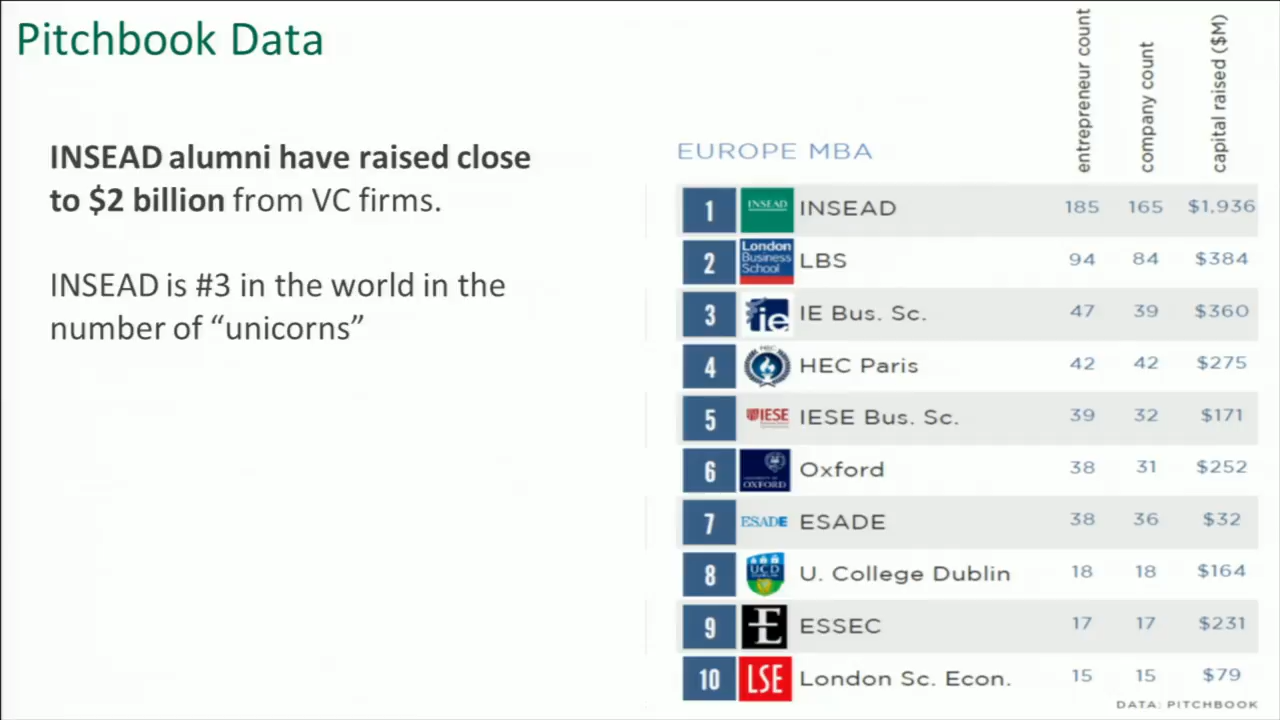 Pitchbook Data
INSEAD alumni have raised close
to $2 billion from VC firms.
INSEAD is #3 in the world in the
number of “unicorns”
entrepreneur count
company count
capital raised ($M)
EUROPE MBA
1 INSEAD INSEAD 185 165 $1,936
2 London Business School LBS 94 84 $384
3 ie IE Bus. Sc. 47 39 $360
4 HEC HEC Paris 42 42 $275
5 IESE IESE Bus. Sc. 39 32 $171
6 UNIVERSITY OF OXFORD Oxford 38 31 $252
7 ESADE ESADE 38 36 $32
8 UCD DUBLIN U. College Dublin 18 18 $164
9 ESSEC 17 17 $231
10 LSE London Sc. Econ. 15 15 $79
DATA: PITCHBOOK